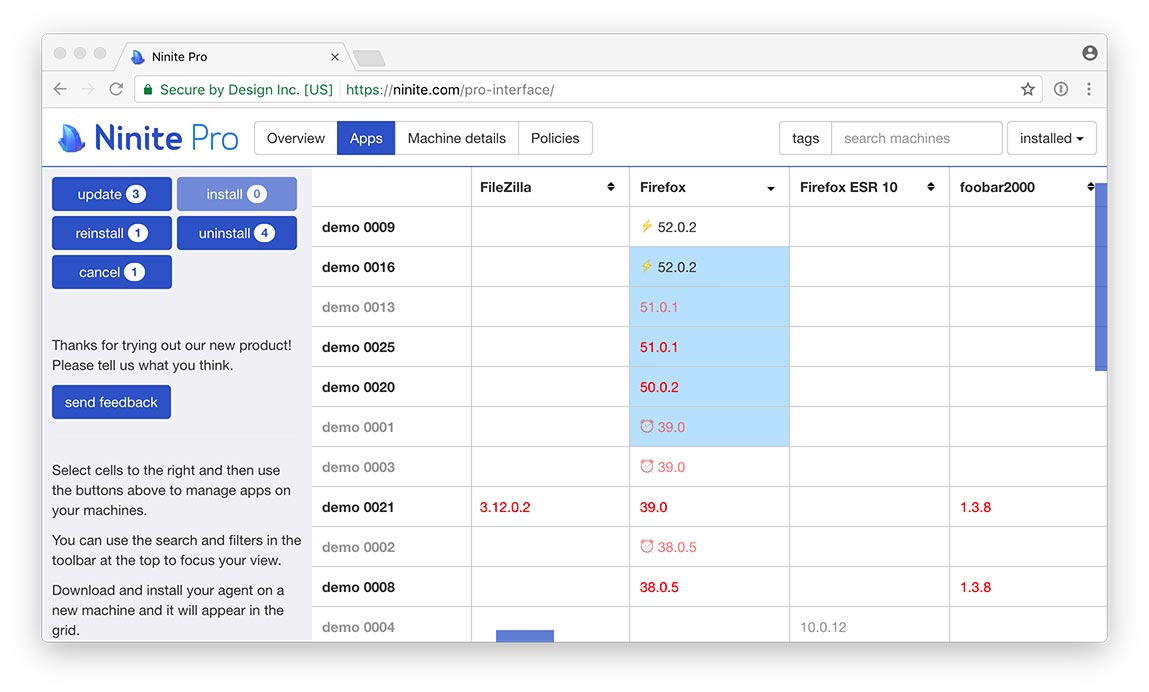 Ninite Pro
Secure by Design Inc. [US] https://ninite.com/pro-interface/
Ninite Pro Overview Apps Machine details Policies tags search machines installed
update 3 install 0
reinstall 1 uninstall 4
cancel 1
Thanks for trying out our new product!
Please tell us what you think.
send feedback
Select cells to the right and then use
the buttons above to manage apps on
your machines.
You can use the search and filters in the
toolbar at the top to focus your view.
Download and install your agent on a
new machine and it will appear in the
grid.
FileZilla Firefox Firefox ESR 10 foobar2000
demo 0009 ⚡ 52.0.2
demo 0016 ⚡ 52.0.2
demo 0013 51.0.1
demo 0025 51.0.1
demo 0020 50.0.2
demo 0001 ⏰ 39.0
demo 0003 ⏰ 39.0
demo 0021 3.12.0.2 39.0 1.3.8
demo 0002 ⏰ 38.0.5
demo 0008 38.0.5 1.3.8
demo 0004 10.0.12